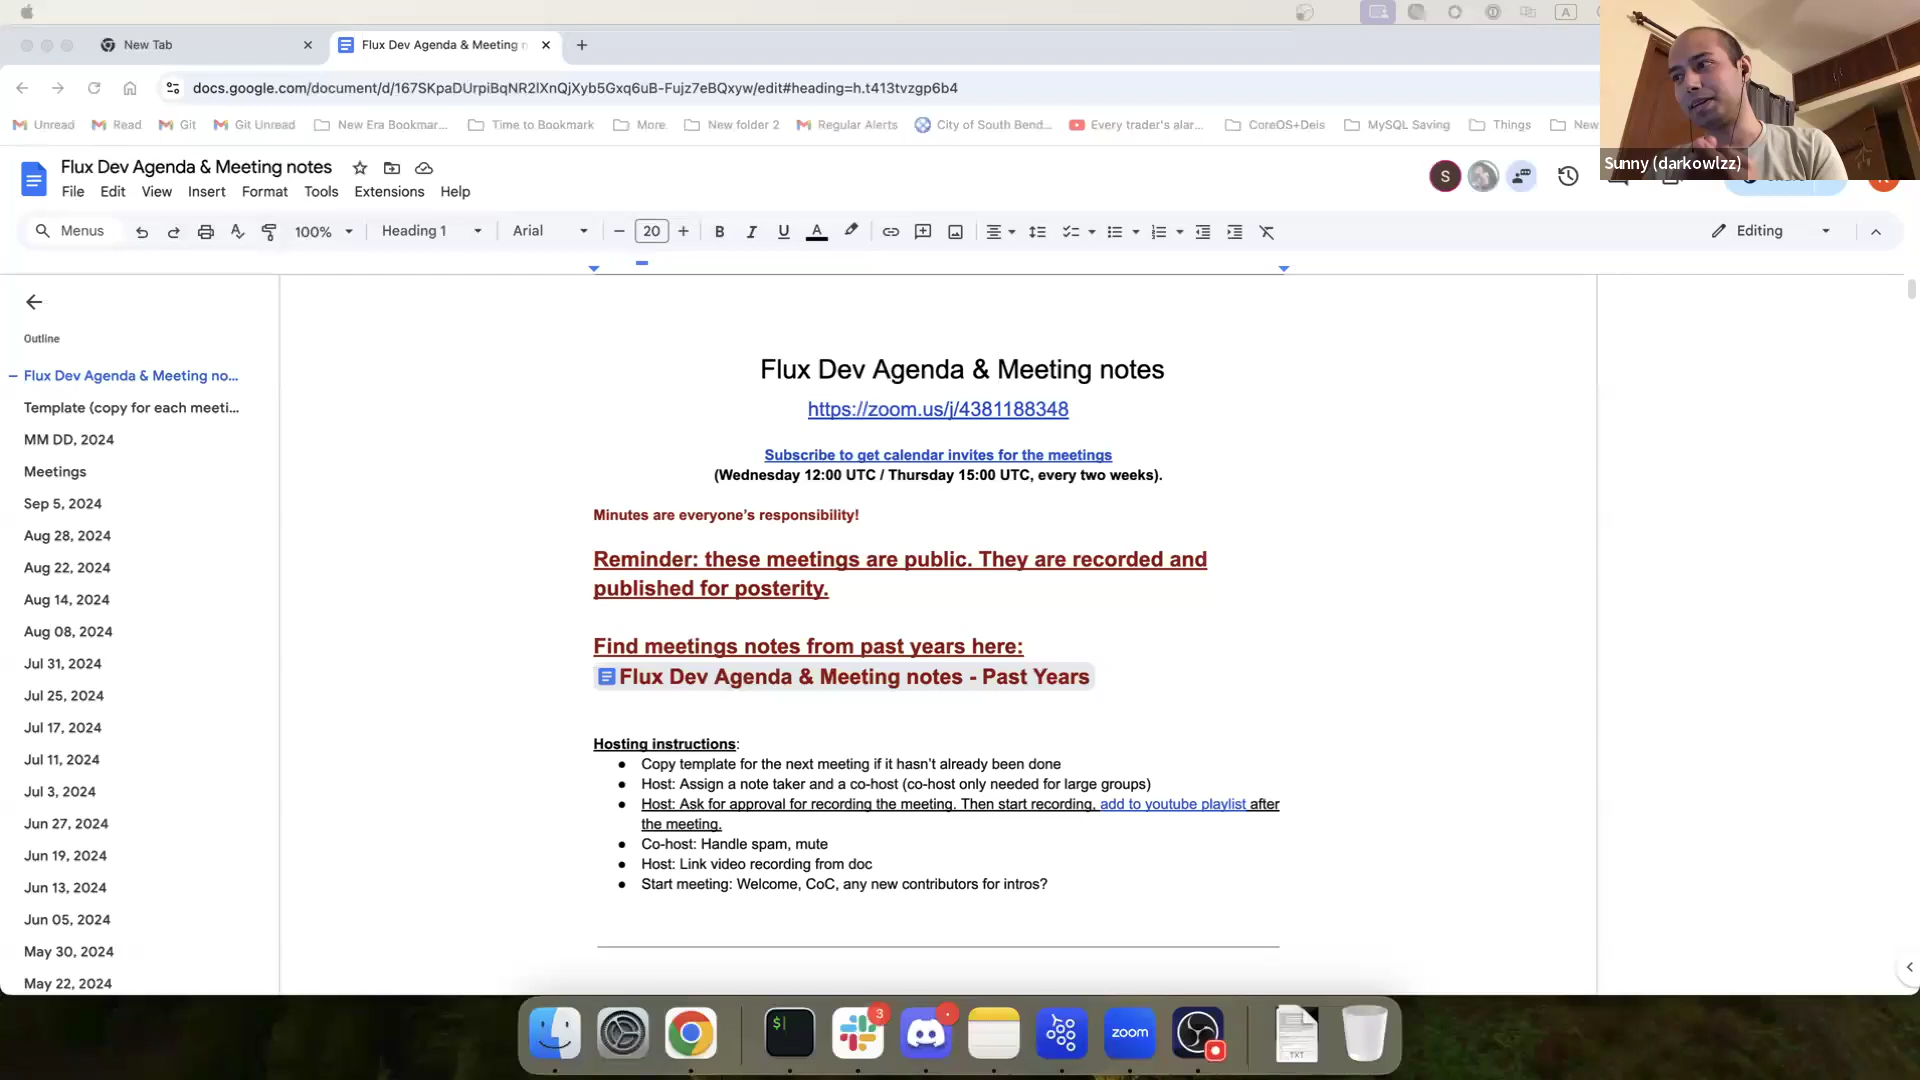 New Tab
Flux Dev Agenda & Meeting n
docs.google.com/document/d/167SKpaDUrpiBqNR2lXnQjXyb5Gxq6uB-Fujz7eBQxyw/edit#heading=h.t413tvzgp6b4
Unread Read Git Git Unread New Era Bookmar... Time to Bookmark More New folder 2 Regular Alerts City of South Bend,... Every trader's alar... CoreOS+Deis MySQL Saving Things New
Sunny (darkowlzz)
Flux Dev Agenda & Meeting notes
S
File Edit View Insert Format Tools Extensions Help
Menus 100% Heading 1 Arial 20 B I U A Editing
Outline
Flux Dev Agenda & Meeting no...
Template (copy for each meeti...
MM DD, 2024
Meetings
Sep 5, 2024
Aug 28, 2024
Aug 22, 2024
Aug 14, 2024
Aug 08, 2024
Jul 31, 2024
Jul 25, 2024
Jul 17, 2024
Jul 11, 2024
Jul 3, 2024
Jun 27, 2024
Jun 19, 2024
Jun 13, 2024
Jun 05, 2024
May 30, 2024
May 22, 2024
Flux Dev Agenda & Meeting notes
https://zoom.us/j/4381188348
Subscribe to get calendar invites for the meetings
(Wednesday 12:00 UTC / Thursday 15:00 UTC, every two weeks).
Minutes are everyone's responsibility!
Reminder: these meetings are public. They are recorded and
published for posterity.
Find meetings notes from past years here:
Flux Dev Agenda & Meeting notes - Past Years
Hosting instructions:
● Copy template for the next meeting if it hasn't already been done
● Host: Assign a note taker and a co-host (co-host only needed for large groups)
● Host: Ask for approval for recording the meeting. Then start recording, add to youtube playlist after
the meeting.
● Co-host: Handle spam, mute
● Host: Link video recording from doc
● Start meeting: Welcome, CoC, any new contributors for intros?
$
3
zoom
TXT